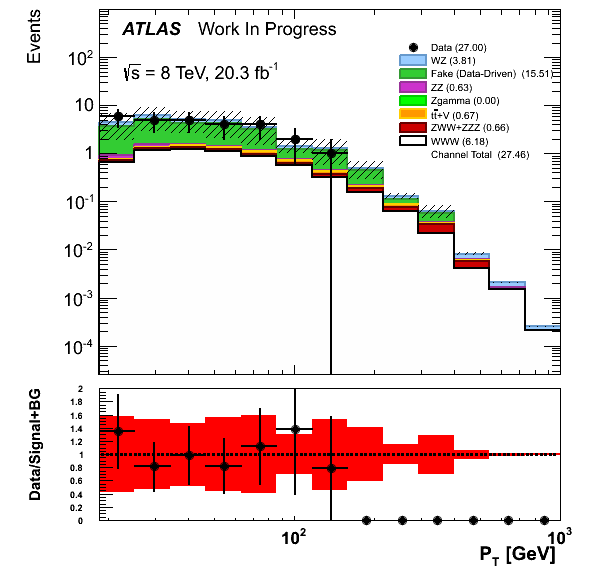 Events
ATLAS Work In Progress
√s = 8 TeV, 20.3 fb⁻¹
Data (27.00)
WZ (3.81)
Fake (Data-Driven) (15.51)
ZZ (0.63)
Zgamma (0.00)
tt̄+V (0.67)
ZWW+ZZZ (0.66)
WWW (6.18)
Channel Total (27.46)
10²
10
1
10⁻¹
10⁻²
10⁻³
10⁻⁴
Data/Signal+BG
2
1.8
1.6
1.4
1.2
1
0.8
0.6
0.4
0.2
0
10²
10³
P_T [GeV]